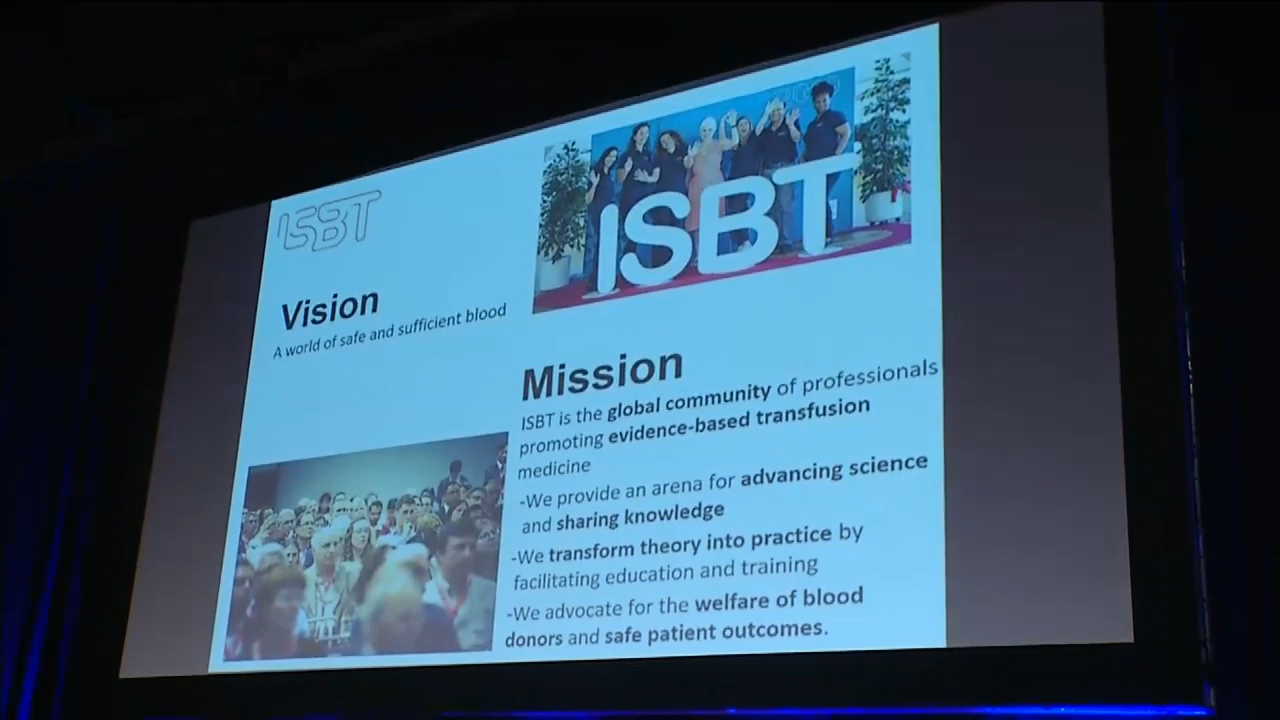 ISBT
ISBT
Vision
A world of safe and sufficient blood
Mission
ISBT is the global community of professionals
promoting evidence-based transfusion
medicine
-We provide an arena for advancing science
and sharing knowledge
-We transform theory into practice by
facilitating education and training
-We advocate for the welfare of blood
donors and safe patient outcomes.